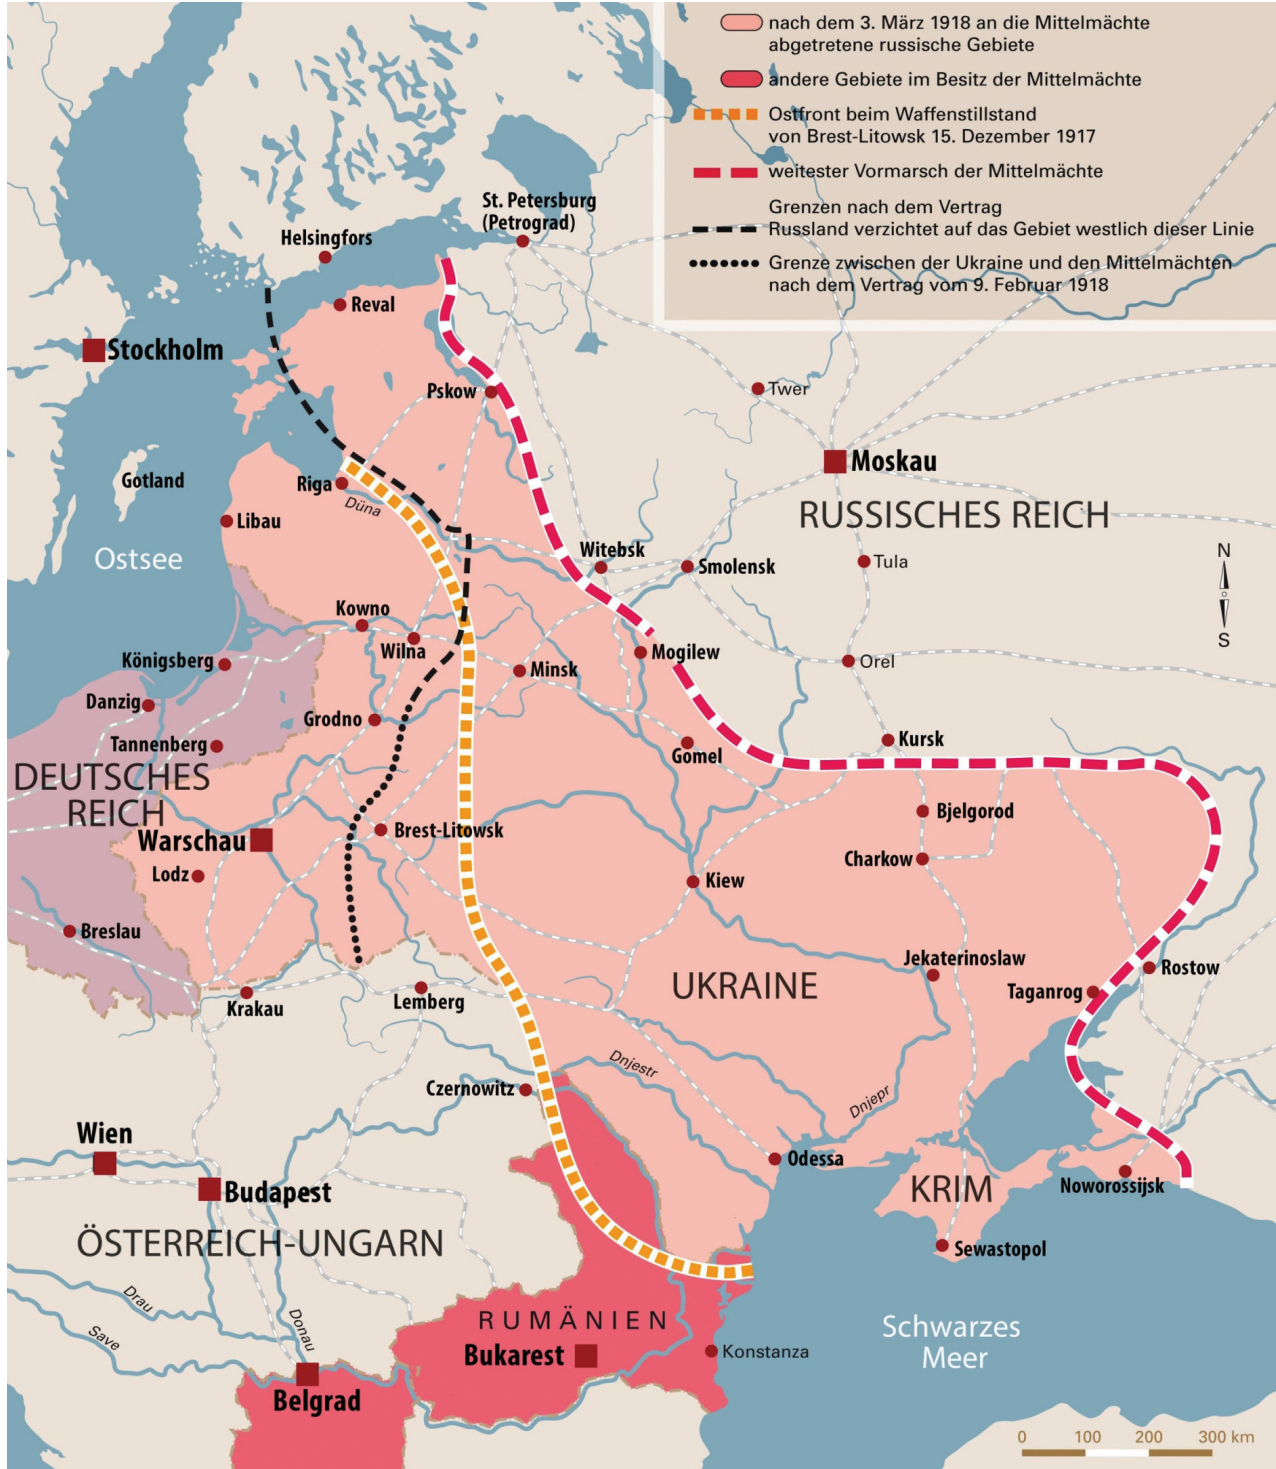 nach dem 3. März 1918 an die Mittelmächte
abgetretene russische Gebiete
andere Gebiete im Besitz der Mittelmächte
Ostfront beim Waffenstillstand
von Brest-Litowsk 15. Dezember 1917
weitester Vormarsch der Mittelmächte
Grenzen nach dem Vertrag
Russland verzichtet auf das Gebiet westlich dieser Linie
Grenze zwischen der Ukraine und den Mittelmächten
nach dem Vertrag vom 9. Februar 1918
St. Petersburg
(Petrograd)
Helsingfors
Reval
Stockholm
Pskow
Twer
Moskau
Gotland
Riga
Düna
RUSSISCHES REICH
Libau
Ostsee
Witebsk
Smolensk
Tula
N
S
Kowno
Wilna
Königsberg
Minsk
Mogilew
Orel
Danzig
Grodno
Tannenberg
Gomel
Kursk
DEUTSCHES
REICH
Warschau
Brest-Litowsk
Bjelgorod
Lodz
Kiew
Charkow
Breslau
Jekaterinoslaw
Rostow
UKRAINE
Taganrog
Krakau
Lemberg
Dnjestr
Czernowitz
Dnjepr
Wien
Odessa
Budapest
KRIM
Noworossijsk
ÖSTERREICH-UNGARN
Sewastopol
Drau
Save
Donau
RUMÄNIEN
Bukarest
Konstanza
Schwarzes
Meer
Belgrad
0 100 200 300 km